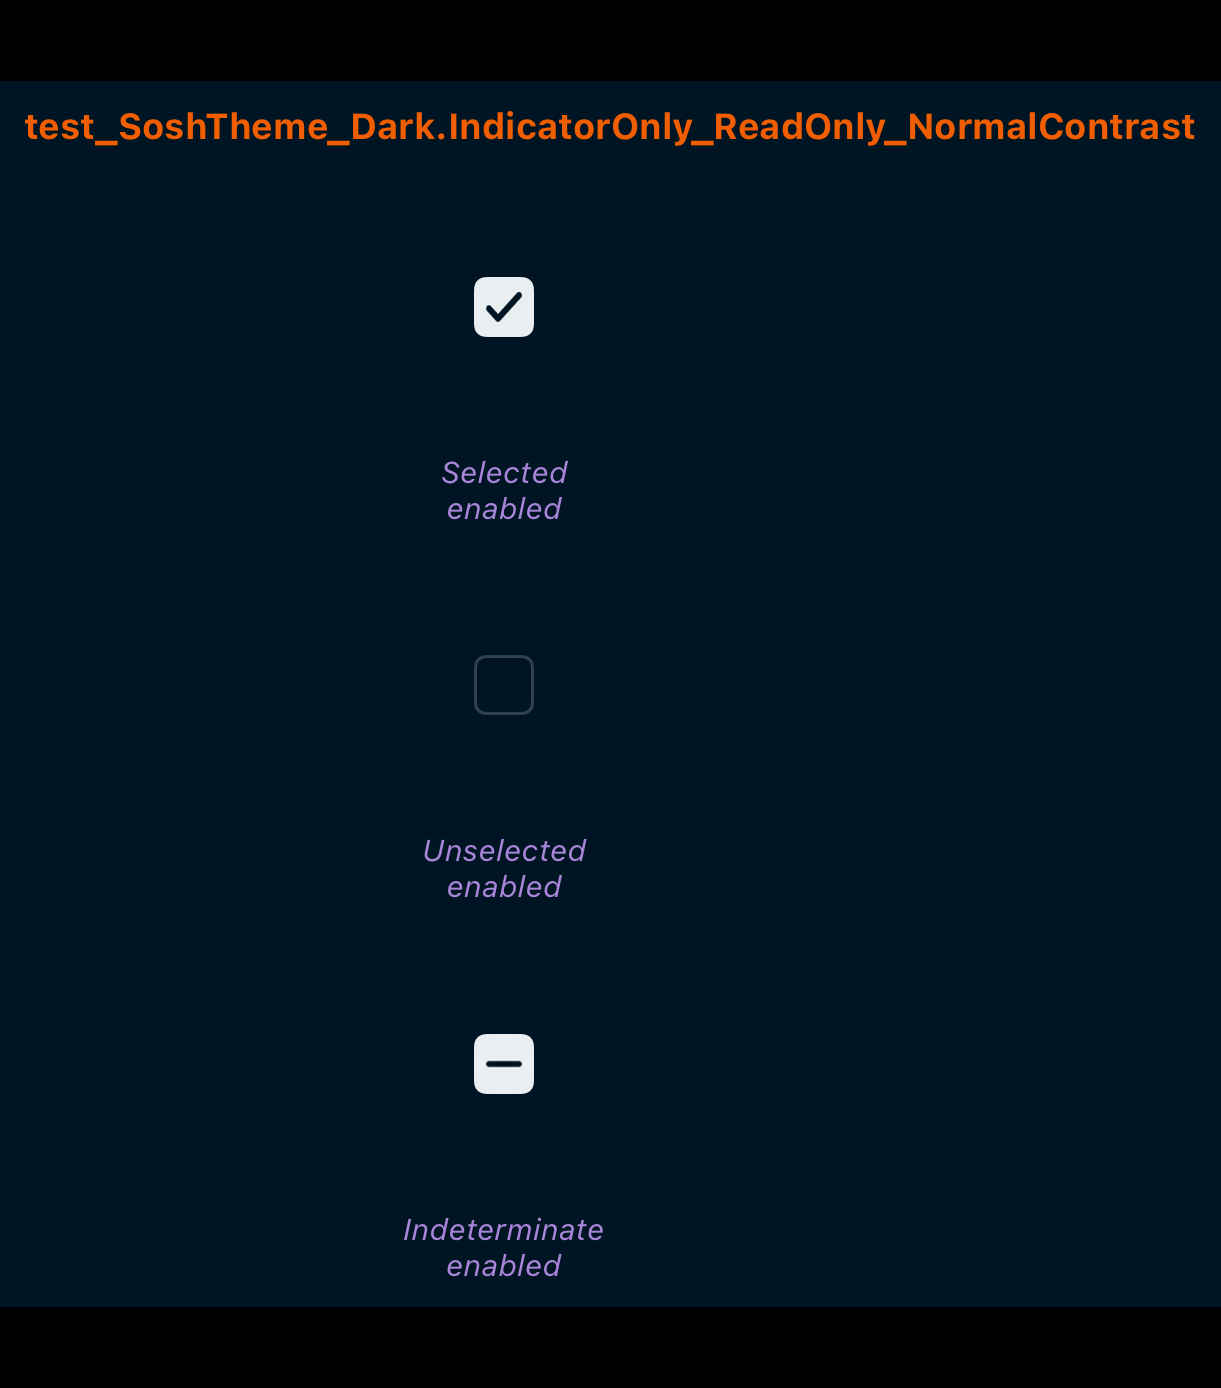 test_SoshTheme_Dark.IndicatorOnly_ReadOnly_NormalContrast
Selected
enabled
Unselected
enabled
Indeterminate
enabled